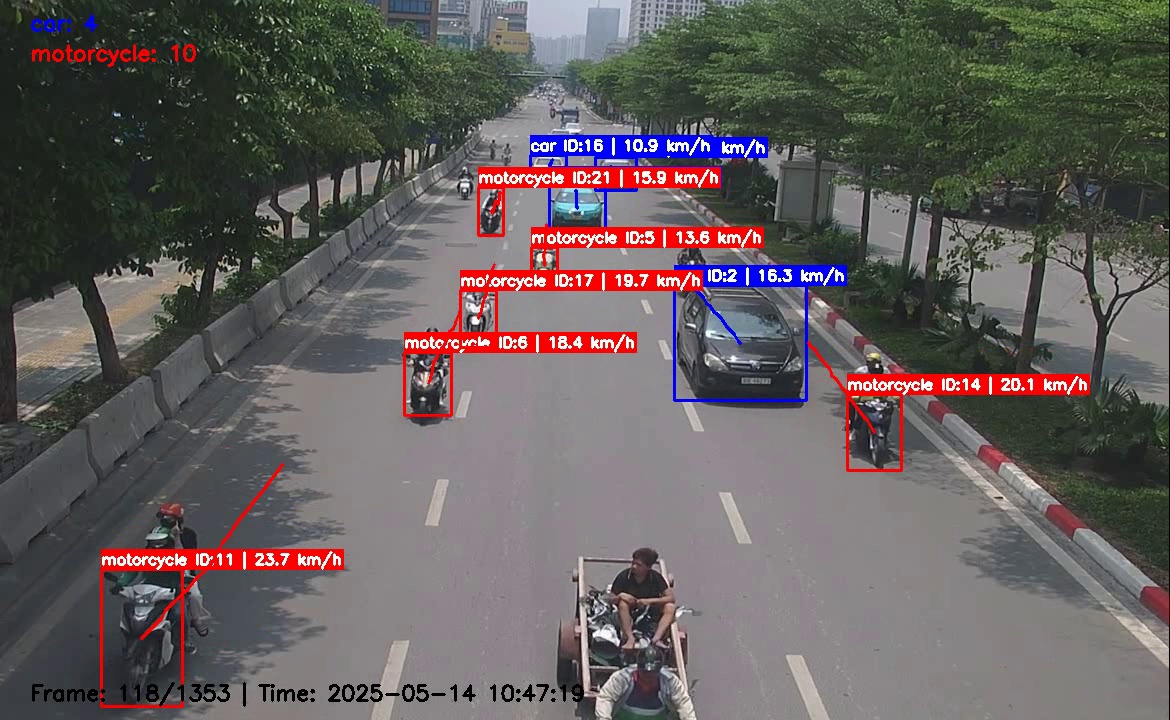 car: 4
motorcycle: 10
car ID:16 | 10.9 km/h km/h
motorcycle ID:21 | 15.9 km/h
motorcycle ID:5 | 13.6 km/h
ID:2 | 16.3 km/h
motorcycle ID:17 | 19.7 km/h
motorcycle ID:6 | 18.4 km/h
motorcycle ID:14 | 20.1 km/h
motorcycle ID:11 | 23.7 km/h
Frame: 118/1353 | Time: 2025-05-14 10:47:19